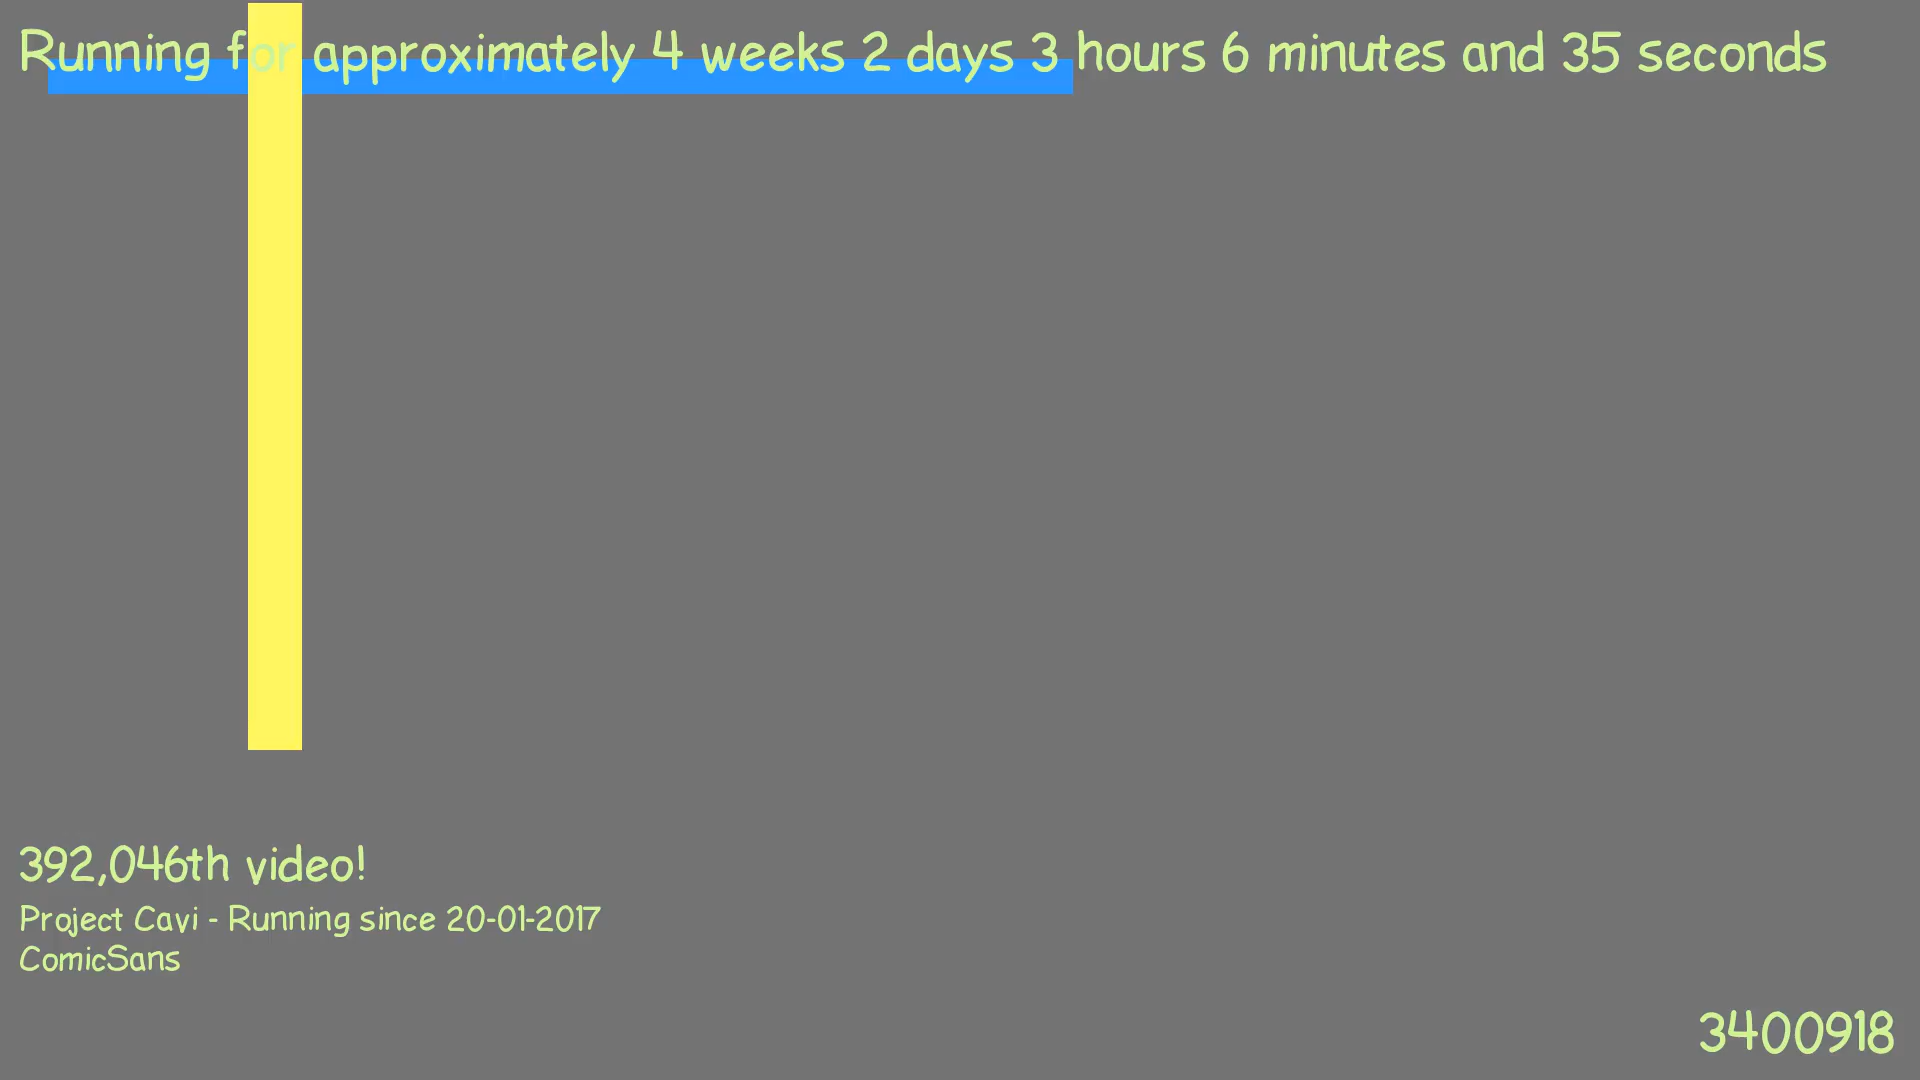 Running for approximately 4 weeks 2 days 3 hours 6 minutes and 35 seconds
392,046th video!
Project Cavi - Running since 20-01-2017
ComicSans
3400918